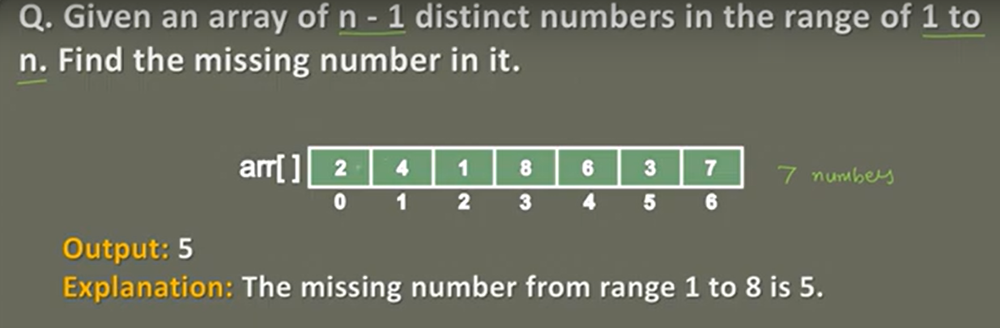 Q. Given an array of n - 1 distinct numbers in the range of 1 to
n. Find the missing number in it.
arr[ ] 2 4 1 8 6 3 7 7 numbers
0 1 2 3 4 5 6
Output: 5
Explanation: The missing number from range 1 to 8 is 5.